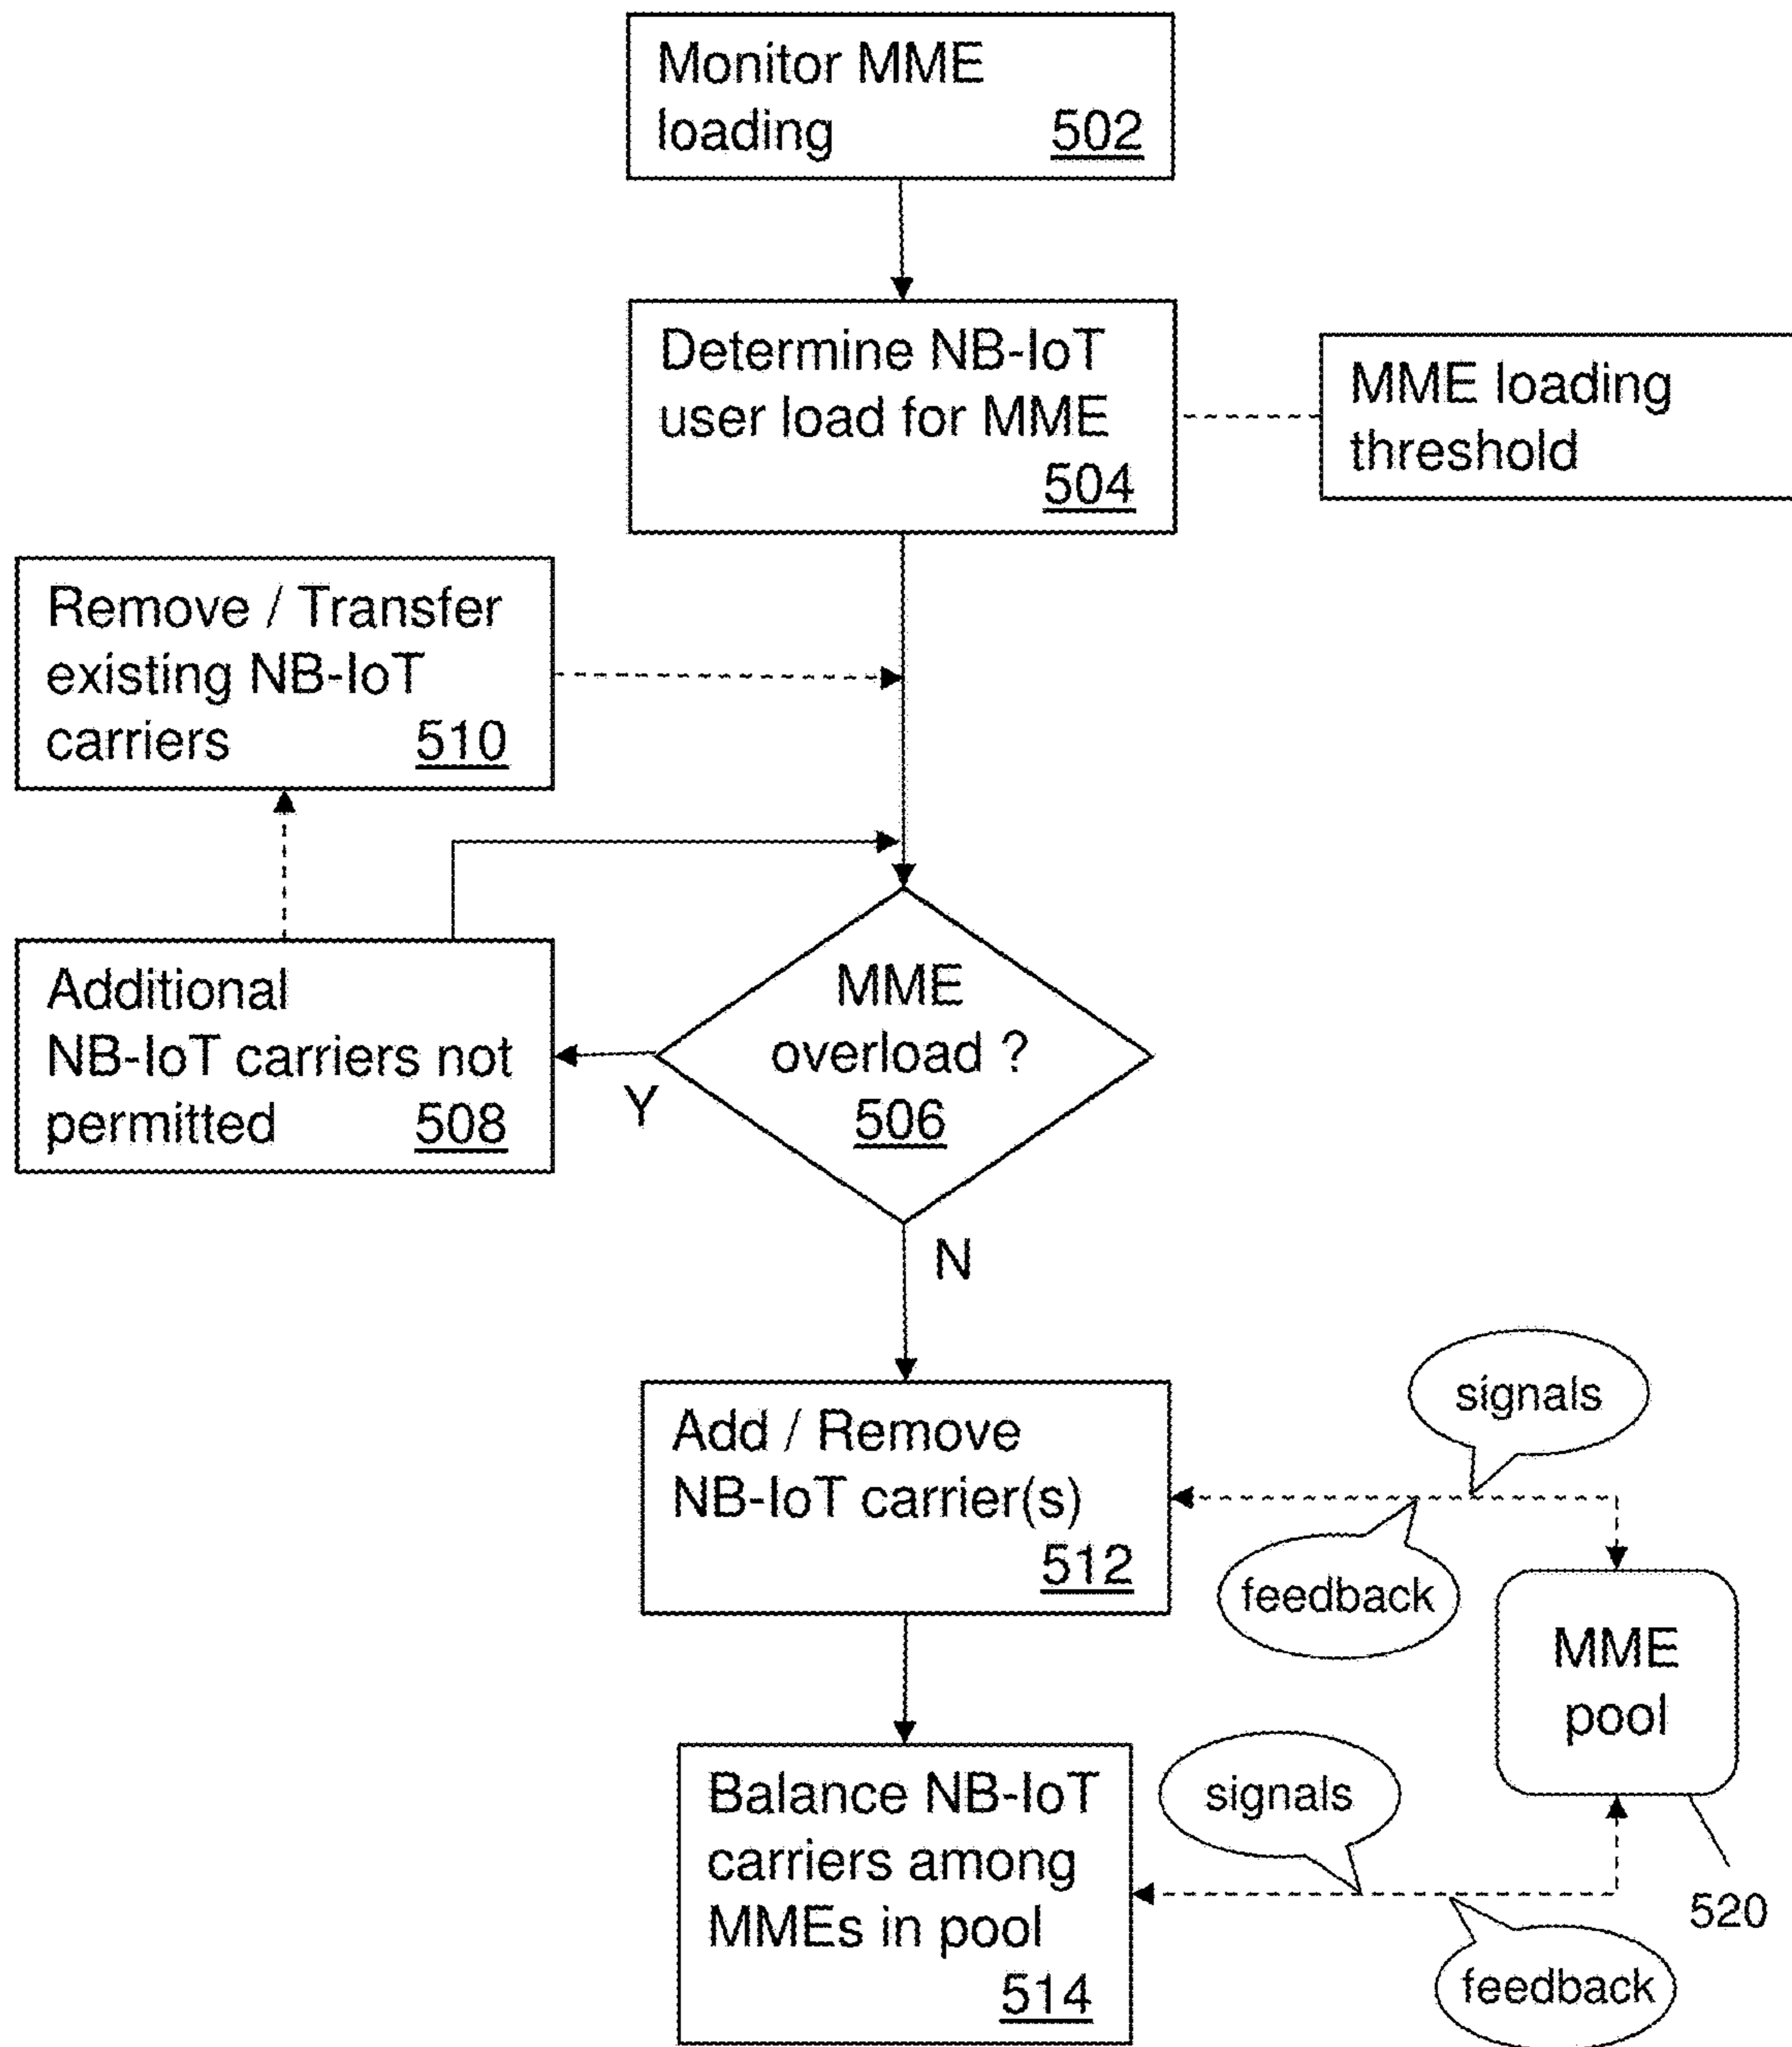 Monitor MME
loading 502
Determine NB-IoT
user load for MME
504
MME loading
threshold
Remove / Transfer
existing NB-IoT
carriers 510
Additional
NB-IoT carriers not
permitted 508
MME
overload ?
506
Y
N
Add / Remove
NB-IoT carrier(s)
512
signals
feedback
MME
pool
520
Balance NB-IoT
carriers among
MMEs in pool
514
signals
feedback